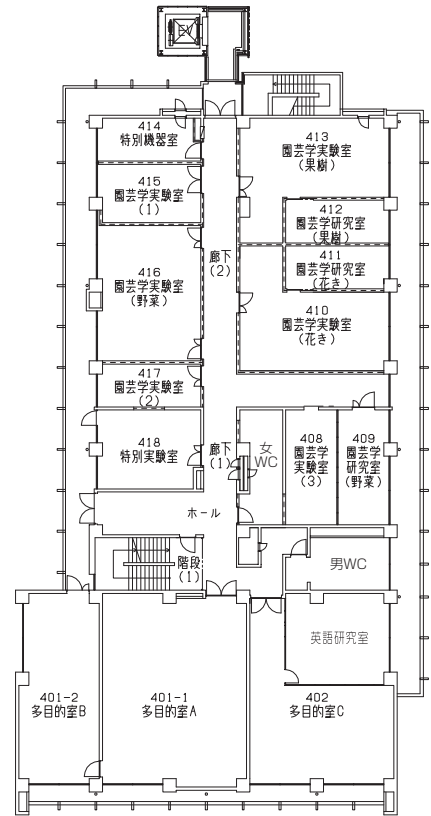 EV
414
特別機器室
413
園芸学実験室
(果樹)
415
園芸学実験室
(1)
412
園芸学研究室
(果樹)
廊下
(2)
411
園芸学研究室
(花き)
416
園芸学実験室
(野菜)
410
園芸学実験室
(花き)
417
園芸学実験室
(2)
418
特別実験室
廊下
(1)
女
WC
408
園芸学
実験室
(3)
409
園芸学
研究室
(野菜)
ホール
階段
(1)
男WC
英語研究室
401-2
多目的室B
401-1
多目的室A
402
多目的室C